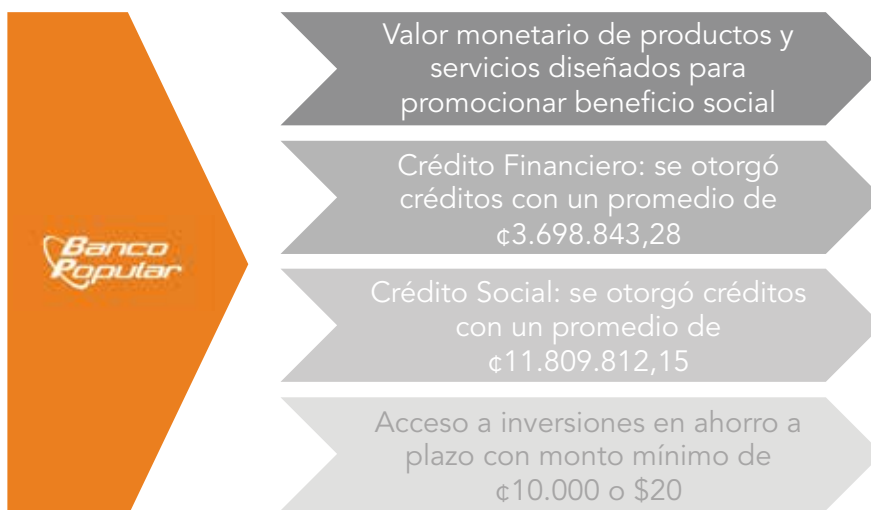 Banco
Popular
Valor monetario de productos y
servicios diseñados para
promocionar beneficio social
Crédito Financiero: se otorgó
créditos con un promedio de
¢3.698.843,28
Crédito Social: se otorgó créditos
con un promedio de
¢11.809.812,15
Acceso a inversiones en ahorro a
plazo con monto mínimo de
¢10.000 o $20